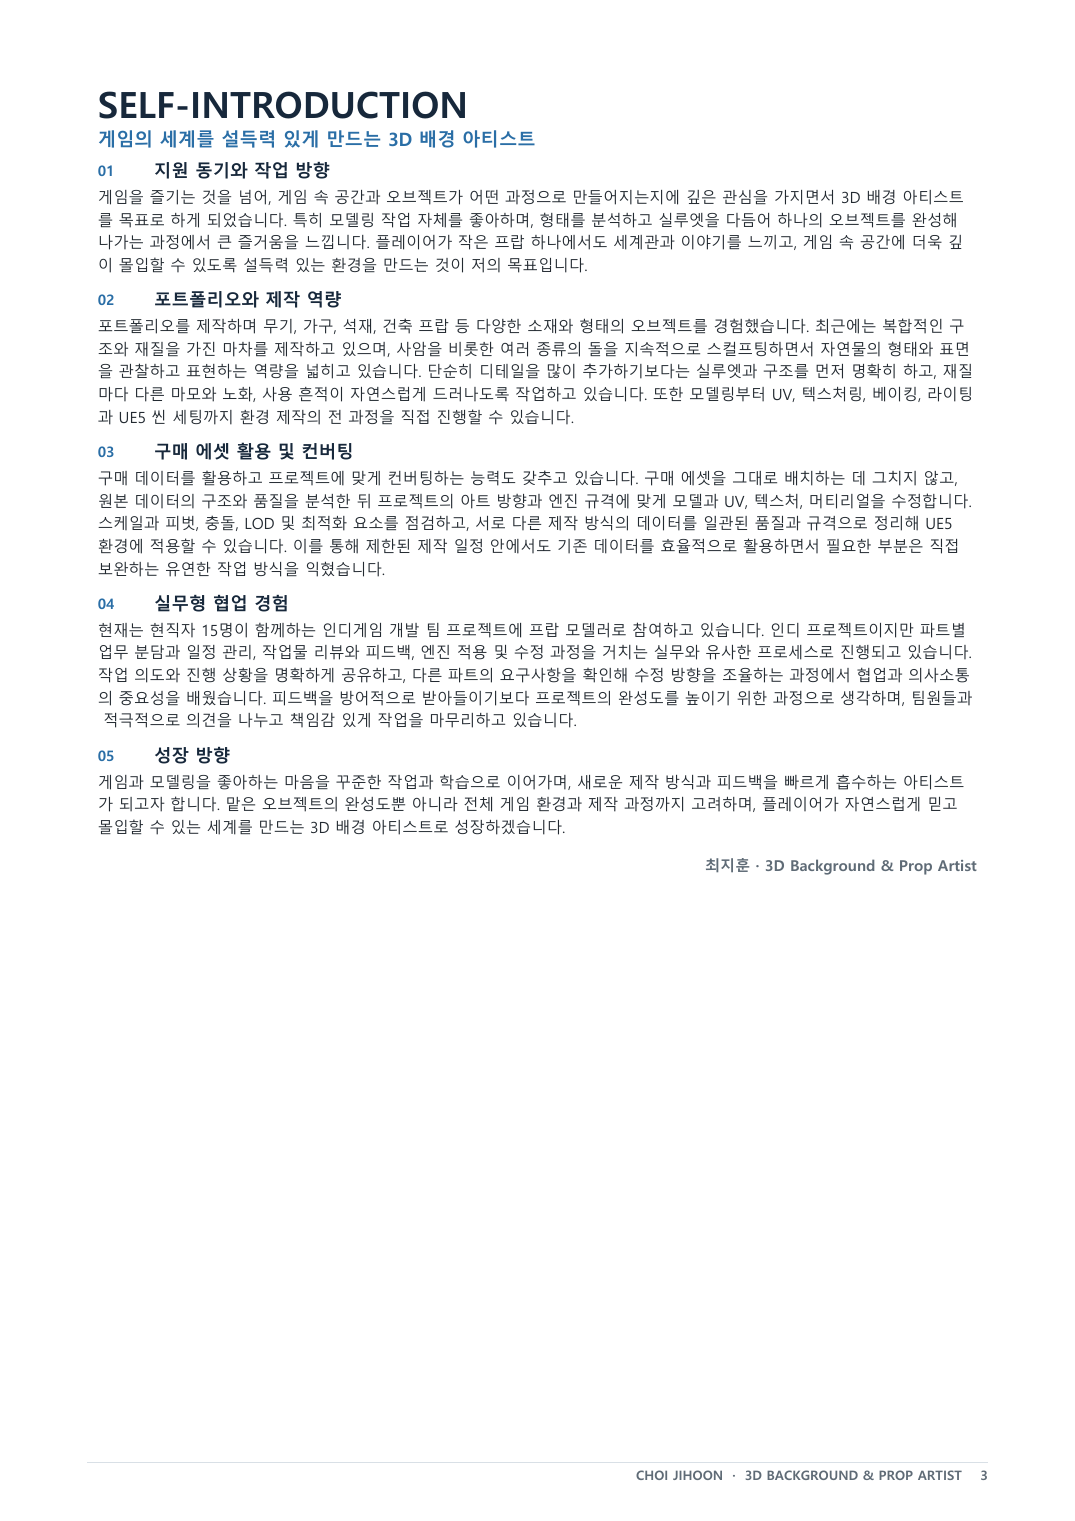 SELF-INTRODUCTION
게임의 세계를 설득력 있게 만드는 3D 배경 아티스트
01 지원 동기와 작업 방향
게임을 즐기는 것을 넘어, 게임 속 공간과 오브젝트가 어떤 과정으로 만들어지는지에 깊은 관심을 가지면서 3D 배경 아티스트
를 목표로 하게 되었습니다. 특히 모델링 작업 자체를 좋아하며, 형태를 분석하고 실루엣을 다듬어 하나의 오브젝트를 완성해
나가는 과정에서 큰 즐거움을 느낍니다. 플레이어가 작은 프랍 하나에서도 세계관과 이야기를 느끼고, 게임 속 공간에 더욱 깊
이 몰입할 수 있도록 설득력 있는 환경을 만드는 것이 저의 목표입니다.
02 포트폴리오와 제작 역량
포트폴리오를 제작하며 무기, 가구, 석재, 건축 프랍 등 다양한 소재와 형태의 오브젝트를 경험했습니다. 최근에는 복합적인 구
조와 재질을 가진 마차를 제작하고 있으며, 사암을 비롯한 여러 종류의 돌을 지속적으로 스컬프팅하면서 자연물의 형태와 표면
을 관찰하고 표현하는 역량을 넓히고 있습니다. 단순히 디테일을 많이 추가하기보다는 실루엣과 구조를 먼저 명확히 하고, 재질
마다 다른 마모와 노화, 사용 흔적이 자연스럽게 드러나도록 작업하고 있습니다. 또한 모델링부터 UV, 텍스처링, 베이킹, 라이팅
과 UE5 씬 세팅까지 환경 제작의 전 과정을 직접 진행할 수 있습니다.
03 구매 에셋 활용 및 컨버팅
구매 데이터를 활용하고 프로젝트에 맞게 컨버팅하는 능력도 갖추고 있습니다. 구매 에셋을 그대로 배치하는 데 그치지 않고,
원본 데이터의 구조와 품질을 분석한 뒤 프로젝트의 아트 방향과 엔진 규격에 맞게 모델과 UV, 텍스처, 머티리얼을 수정합니다.
스케일과 피벗, 충돌, LOD 및 최적화 요소를 점검하고, 서로 다른 제작 방식의 데이터를 일관된 품질과 규격으로 정리해 UE5
환경에 적용할 수 있습니다. 이를 통해 제한된 제작 일정 안에서도 기존 데이터를 효율적으로 활용하면서 필요한 부분은 직접
보완하는 유연한 작업 방식을 익혔습니다.
04 실무형 협업 경험
현재는 현직자 15명이 함께하는 인디게임 개발 팀 프로젝트에 프랍 모델러로 참여하고 있습니다. 인디 프로젝트이지만 파트별
업무 분담과 일정 관리, 작업물 리뷰와 피드백, 엔진 적용 및 수정 과정을 거치는 실무와 유사한 프로세스로 진행되고 있습니다.
작업 의도와 진행 상황을 명확하게 공유하고, 다른 파트의 요구사항을 확인해 수정 방향을 조율하는 과정에서 협업과 의사소통
의 중요성을 배웠습니다. 피드백을 방어적으로 받아들이기보다 프로젝트의 완성도를 높이기 위한 과정으로 생각하며, 팀원들과
적극적으로 의견을 나누고 책임감 있게 작업을 마무리하고 있습니다.
05 성장 방향
게임과 모델링을 좋아하는 마음을 꾸준한 작업과 학습으로 이어가며, 새로운 제작 방식과 피드백을 빠르게 흡수하는 아티스트
가 되고자 합니다. 맡은 오브젝트의 완성도뿐 아니라 전체 게임 환경과 제작 과정까지 고려하며, 플레이어가 자연스럽게 믿고
몰입할 수 있는 세계를 만드는 3D 배경 아티스트로 성장하겠습니다.
최지훈 · 3D Background & Prop Artist
CHOI JIHOON · 3D BACKGROUND & PROP ARTIST 3